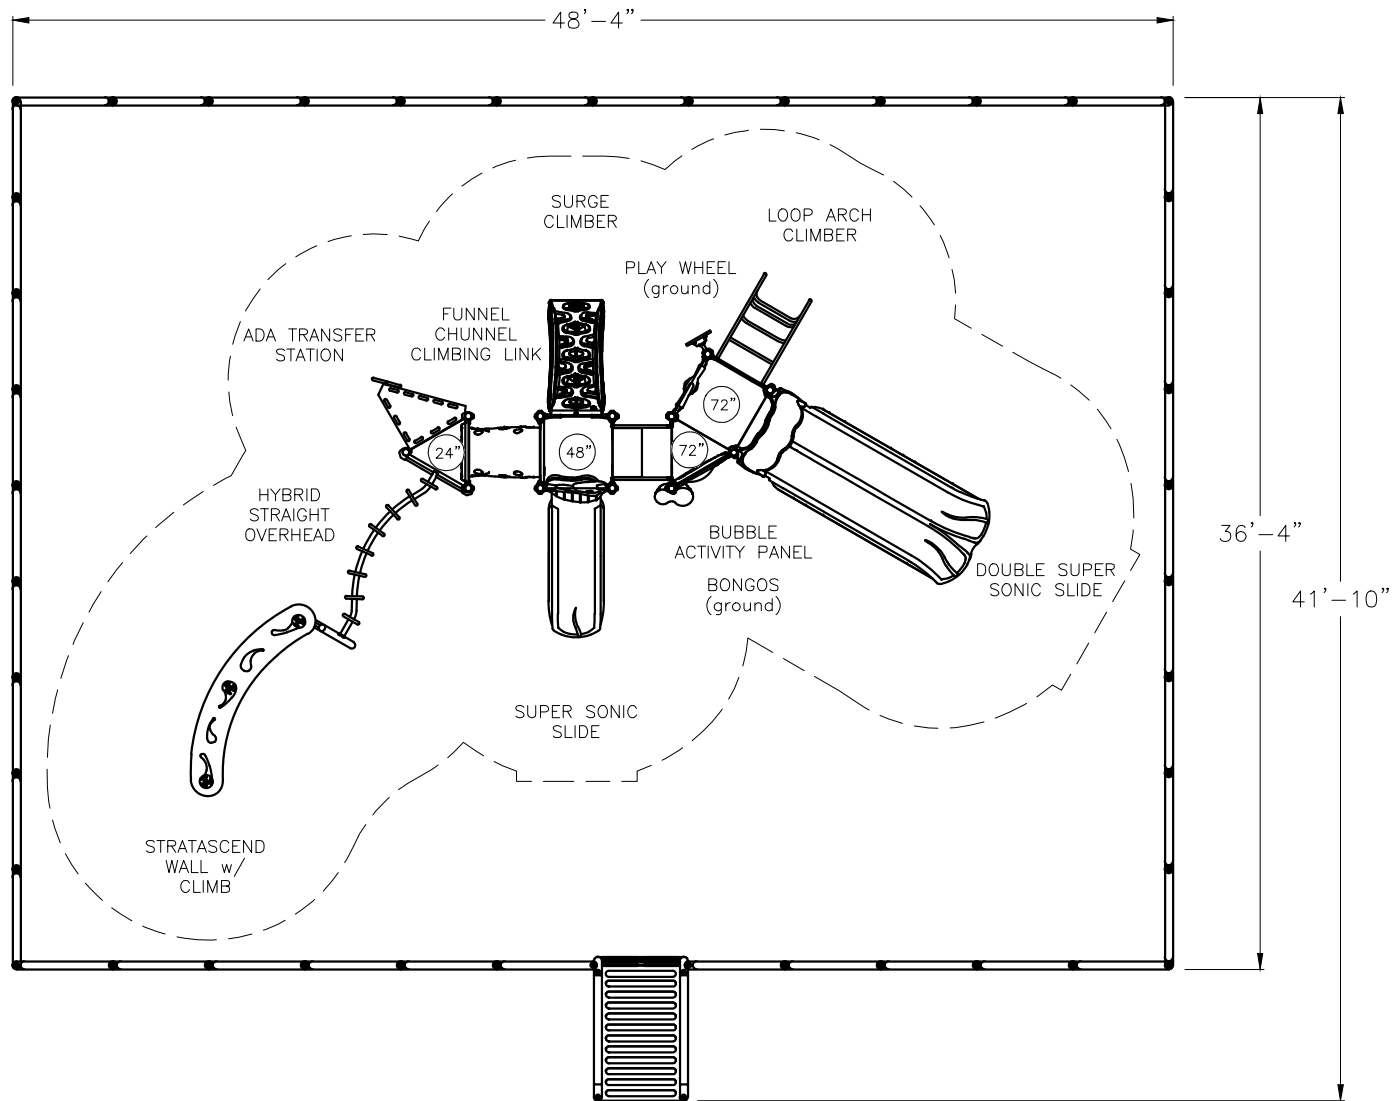 48'-4"
SURGE
CLIMBER
LOOP ARCH
CLIMBER
PLAY WHEEL
(ground)
FUNNEL
CHUNNEL
CLIMBING LINK
ADA TRANSFER
STATION
72"
24"
48"
72"
HYBRID
STRAIGHT
OVERHEAD
BUBBLE
ACTIVITY PANEL
BONGOS
(ground)
DOUBLE SUPER
SONIC SLIDE
36'-4"
41'-10"
SUPER SONIC
SLIDE
STRATASCEND
WALL w/
CLIMB